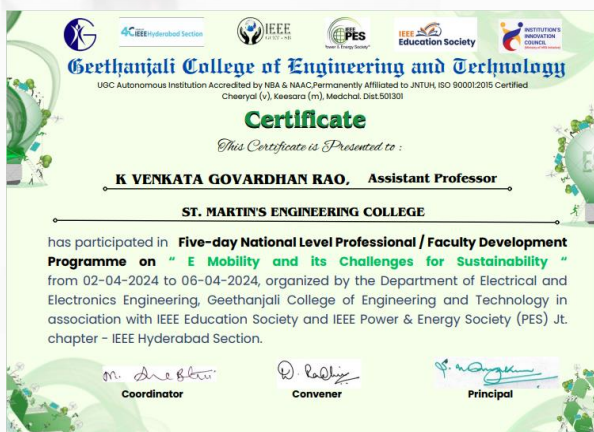 4C IEEE Hyderabad Section
IEEE
GCET - SB
IEEE
PES
Power & Energy Society
IEEE
Education Society
INSTITUTION'S
INNOVATION
COUNCIL
Geethanjali College of Engineering and Technology
UGC Autonomous Institution Accredited by NBA & NAAC,Permanently Affiliated to JNTUH, ISO 90001:2015 Certified
Cheeryal (v), Keesara (m), Medchal. Dist.501301
Certificate
This Certificate is Presented to :
K VENKATA GOVARDHAN RAO, Assistant Professor
ST. MARTIN'S ENGINEERING COLLEGE
has participated in Five-day National Level Professional / Faculty Development
Programme on “ E Mobility and its Challenges for Sustainability “
from 02-04-2024 to 06-04-2024, organized by the Department of Electrical and
Electronics Engineering, Geethanjali College of Engineering and Technology in
association with IEEE Education Society and IEEE Power & Energy Society (PES) Jt.
chapter - IEEE Hyderabad Section.
Coordinator
Convener
Principal